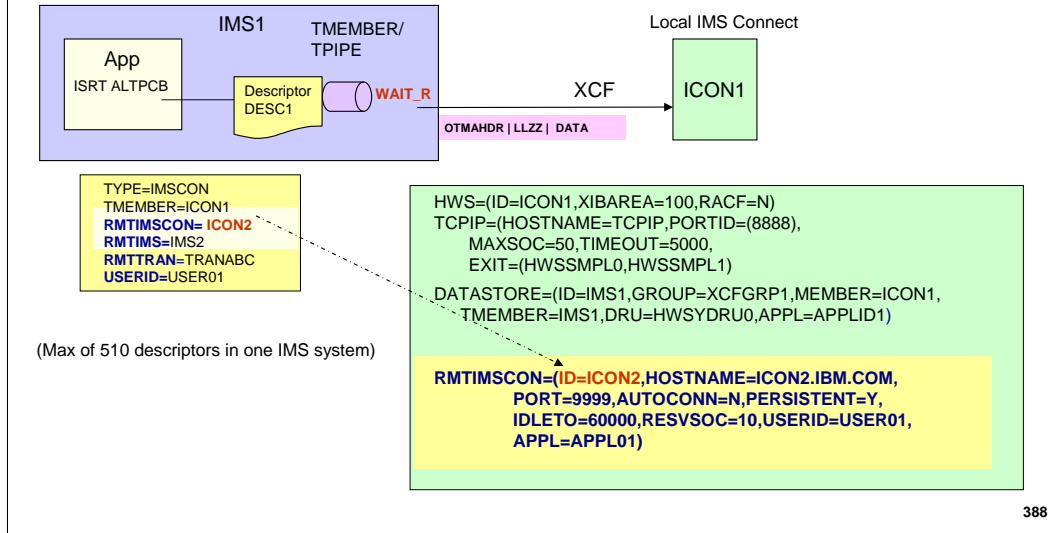 IMS1
TMEMBER/
TPIPE
Local IMS Connect
App
ISRT ALTPCB
Descriptor
DESC1
WAIT_R
XCF
ICON1
OTMAHDR | LLZZ | DATA
TYPE=IMSCON
TMEMBER=ICON1
RMTIMSCON= ICON2
RMTIMS=IMS2
RMTTRAN=TRANABC
USERID=USER01
(Max of 510 descriptors in one IMS system)
HWS=(ID=ICON1,XIBAREA=100,RACF=N)
TCPIP=(HOSTNAME=TCPIP,PORTID=(8888),
MAXSOC=50,TIMEOUT=5000,
EXIT=(HWSSMPL0,HWSSMPL1)
DATASTORE=(ID=IMS1,GROUP=XCFGRP1,MEMBER=ICON1,
TMEMBER=IMS1,DRU=HWSYDRU0,APPL=APPLID1)
RMTIMSCON=(ID=ICON2,HOSTNAME=ICON2.IBM.COM,
PORT=9999,AUTOCONN=N,PERSISTENT=Y,
IDLETO=60000,RESVSOC=10,USERID=USER01,
APPL=APPL01)
388